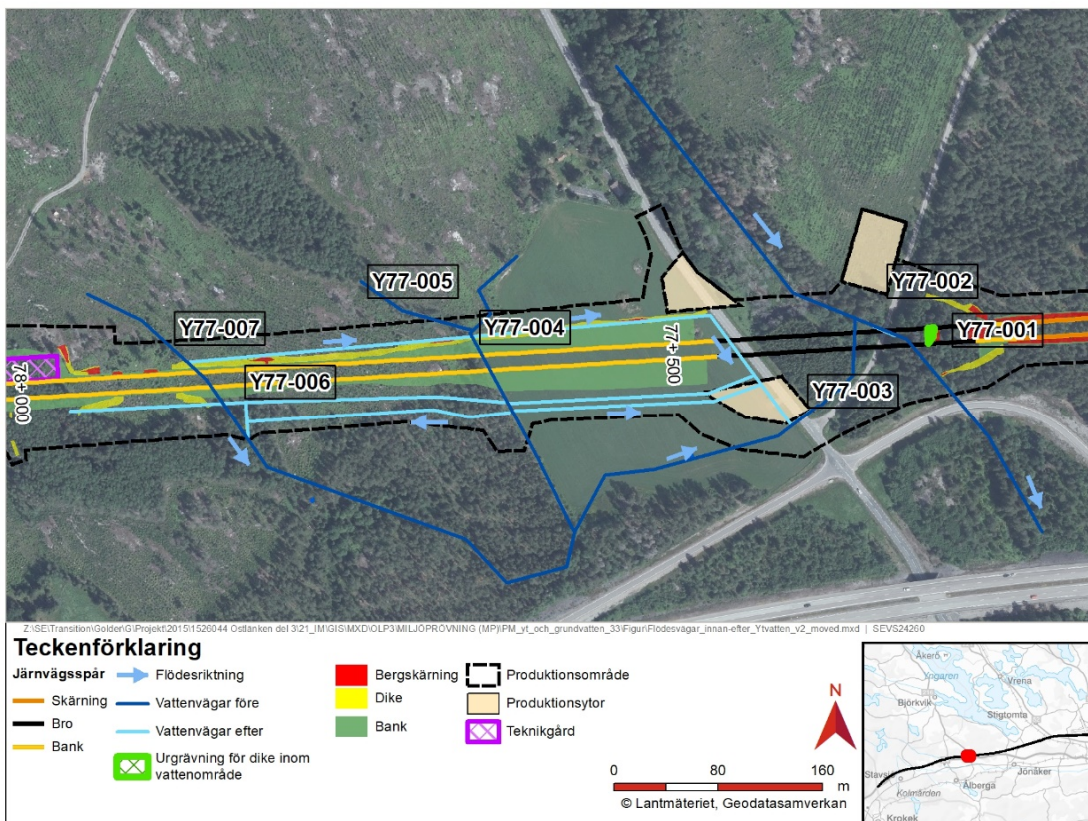 Y77-005
Y77-002
Y77-007
Y77-004
Y77-001
77+500
78+000
Y77-006
Y77-003
Z:\SE\Transition\Golder\G\Projekt\2015\1526044 Ostlänken del 3\21_IM\GIS\MXD\OLP3\MILJÖPRÖVNING (MP)\PM_yt_och_grundvatten_33\Figur\Flödesvägar_innan-efter_Ytvatten_v2_moved.mxd | SEVS24260
Teckenförklaring
Järnvägsspår
Skärning
Bro
Bank
Flödesriktning
Vattenvägar före
Vattenvägar efter
Urgrävning för dike inom
vattenområde
Bergskärning
Dike
Bank
Produktionsområde
Produktionsytor
Teknikgård
N
0 80 160
m
© Lantmäteriet, Geodatasamverkan
Åkerö
Yngaren
Vrena
Björkvik
Stigtomta
Stavsjö
Jönåker
Kolmården
Ålberga
Krokek